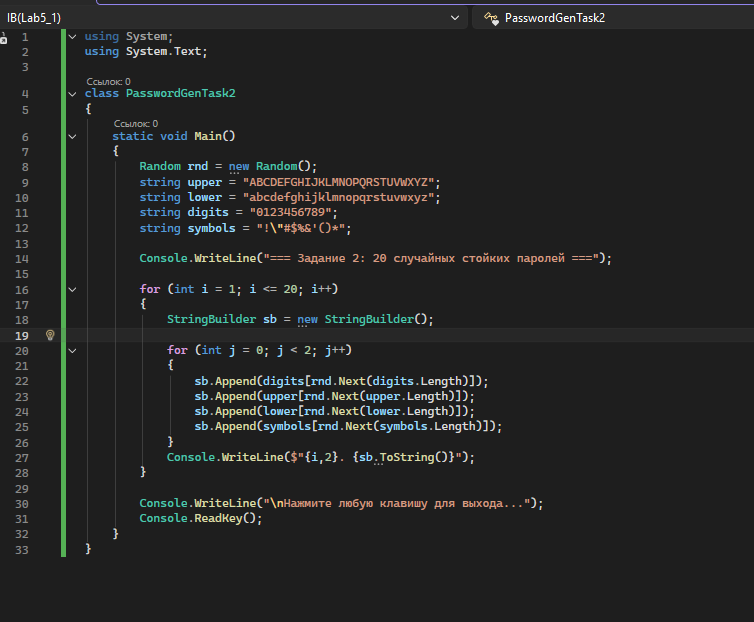 IB(Lab5_1) PasswordGenTask2
1 using System;
2 using System.Text;
3
Ссылок: 0
4 class PasswordGenTask2
5 {
Ссылок: 0
6 static void Main()
7 {
8 Random rnd = new Random();
9 string upper = "ABCDEFGHIJKLMNOPQRSTUVWXYZ";
10 string lower = "abcdefghijklmnopqrstuvwxyz";
11 string digits = "0123456789";
12 string symbols = "!\"#$%&'()*";
13
14 Console.WriteLine("=== Задание 2: 20 случайных стойких паролей ===");
15
16 for (int i = 1; i <= 20; i++)
17 {
18 StringBuilder sb = new StringBuilder();
19
20 for (int j = 0; j < 2; j++)
21 {
22 sb.Append(digits[rnd.Next(digits.Length)]);
23 sb.Append(upper[rnd.Next(upper.Length)]);
24 sb.Append(lower[rnd.Next(lower.Length)]);
25 sb.Append(symbols[rnd.Next(symbols.Length)]);
26 }
27 Console.WriteLine($"{i,2}. {sb.ToString()}");
28 }
29
30 Console.WriteLine("\nНажмите любую клавишу для выхода...");
31 Console.ReadKey();
32 }
33 }